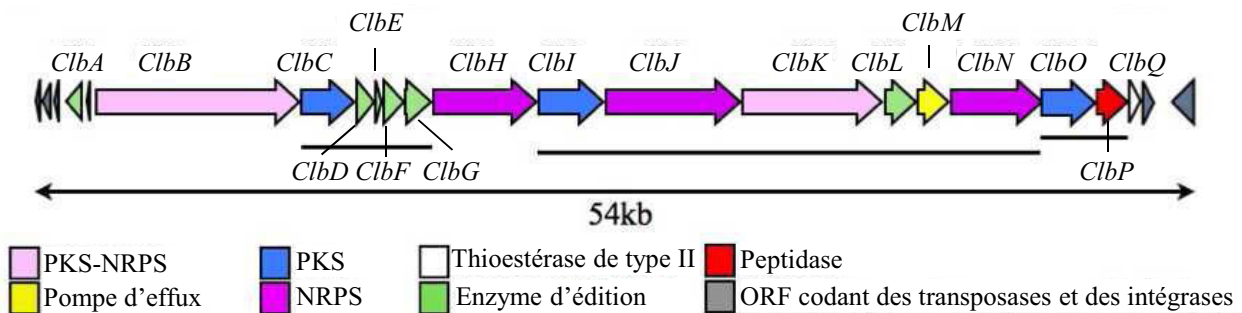 ClbE ClbM
ClbA ClbB ClbC ClbH ClbI ClbJ ClbK ClbL ClbN ClbO ClbQ
ClbD ClbF ClbG ClbP
54kb
PKS-NRPS PKS Thioestérase de type II Peptidase
Pompe d’effux NRPS Enzyme d’édition ORF codant des transposases et des intégrases